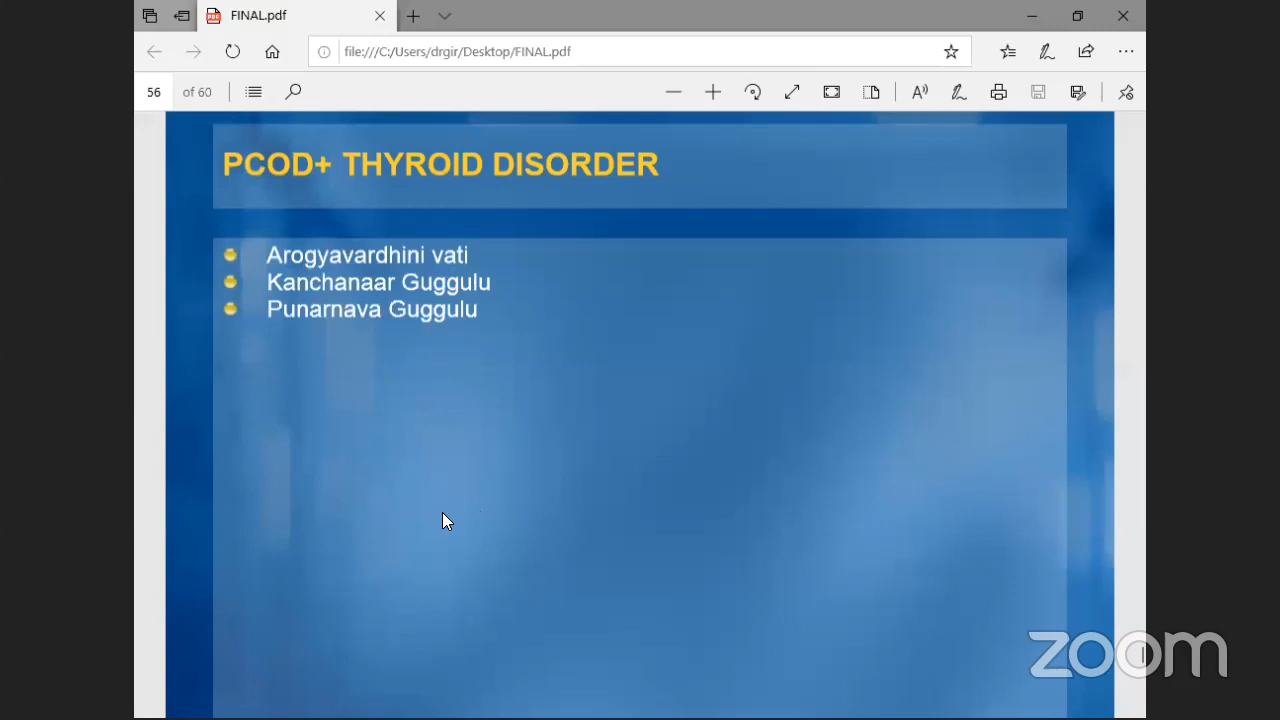 FINAL.pdf
file:///C:/Users/drgir/Desktop/FINAL.pdf
56 of 60
PCOD+ THYROID DISORDER
Arogyavardhini vati
Kanchanaar Guggulu
Punarnava Guggulu
zoom